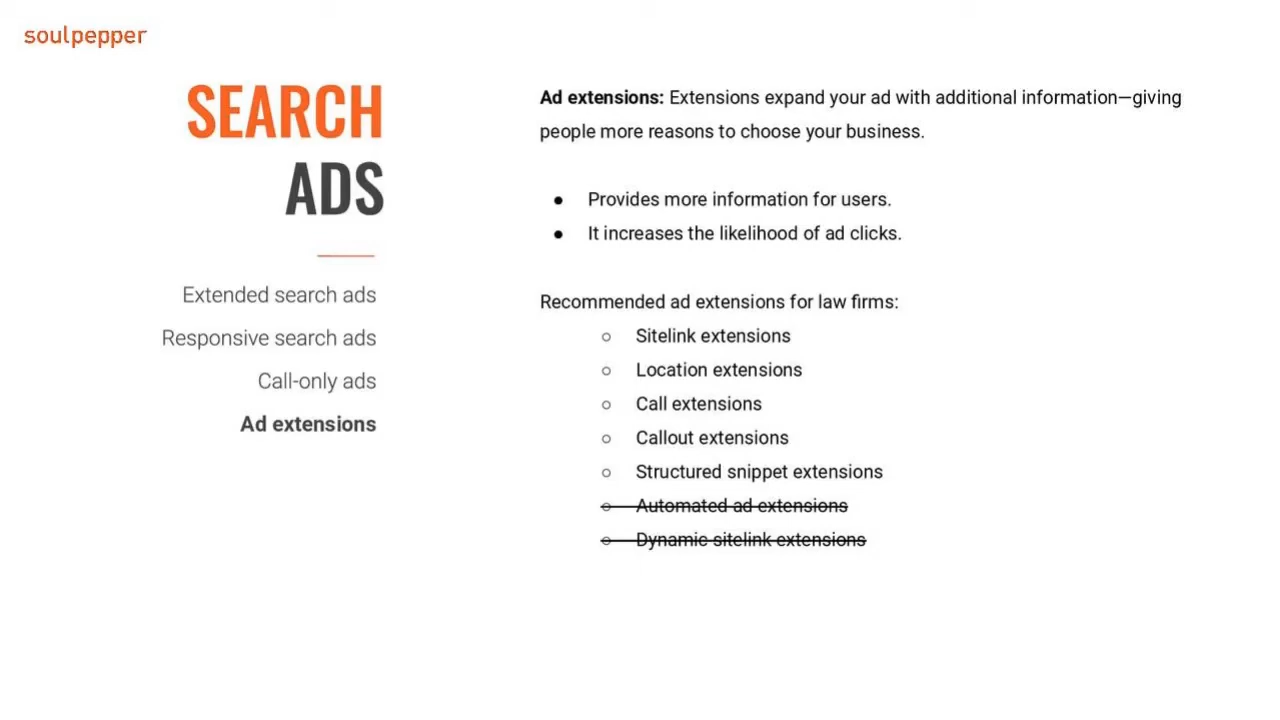 soulpepper
SEARCH
ADS
Extended search ads
Responsive search ads
Call-only ads
Ad extensions
Ad extensions: Extensions expand your ad with additional information—giving
people more reasons to choose your business.
● Provides more information for users.
● It increases the likelihood of ad clicks.
Recommended ad extensions for law firms:
○ Sitelink extensions
○ Location extensions
○ Call extensions
○ Callout extensions
○ Structured snippet extensions
○ Automated ad extensions
○ Dynamic sitelink extensions